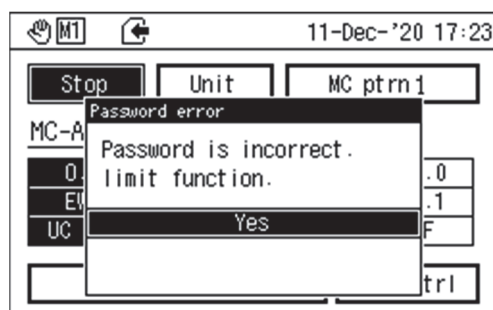 M1 11-Dec-'20 17:23
Stop Unit MC ptrn1
Password error
MC-A
Password is incorrect.
limit function.
0. .0
.1
Yes
UC F
trl